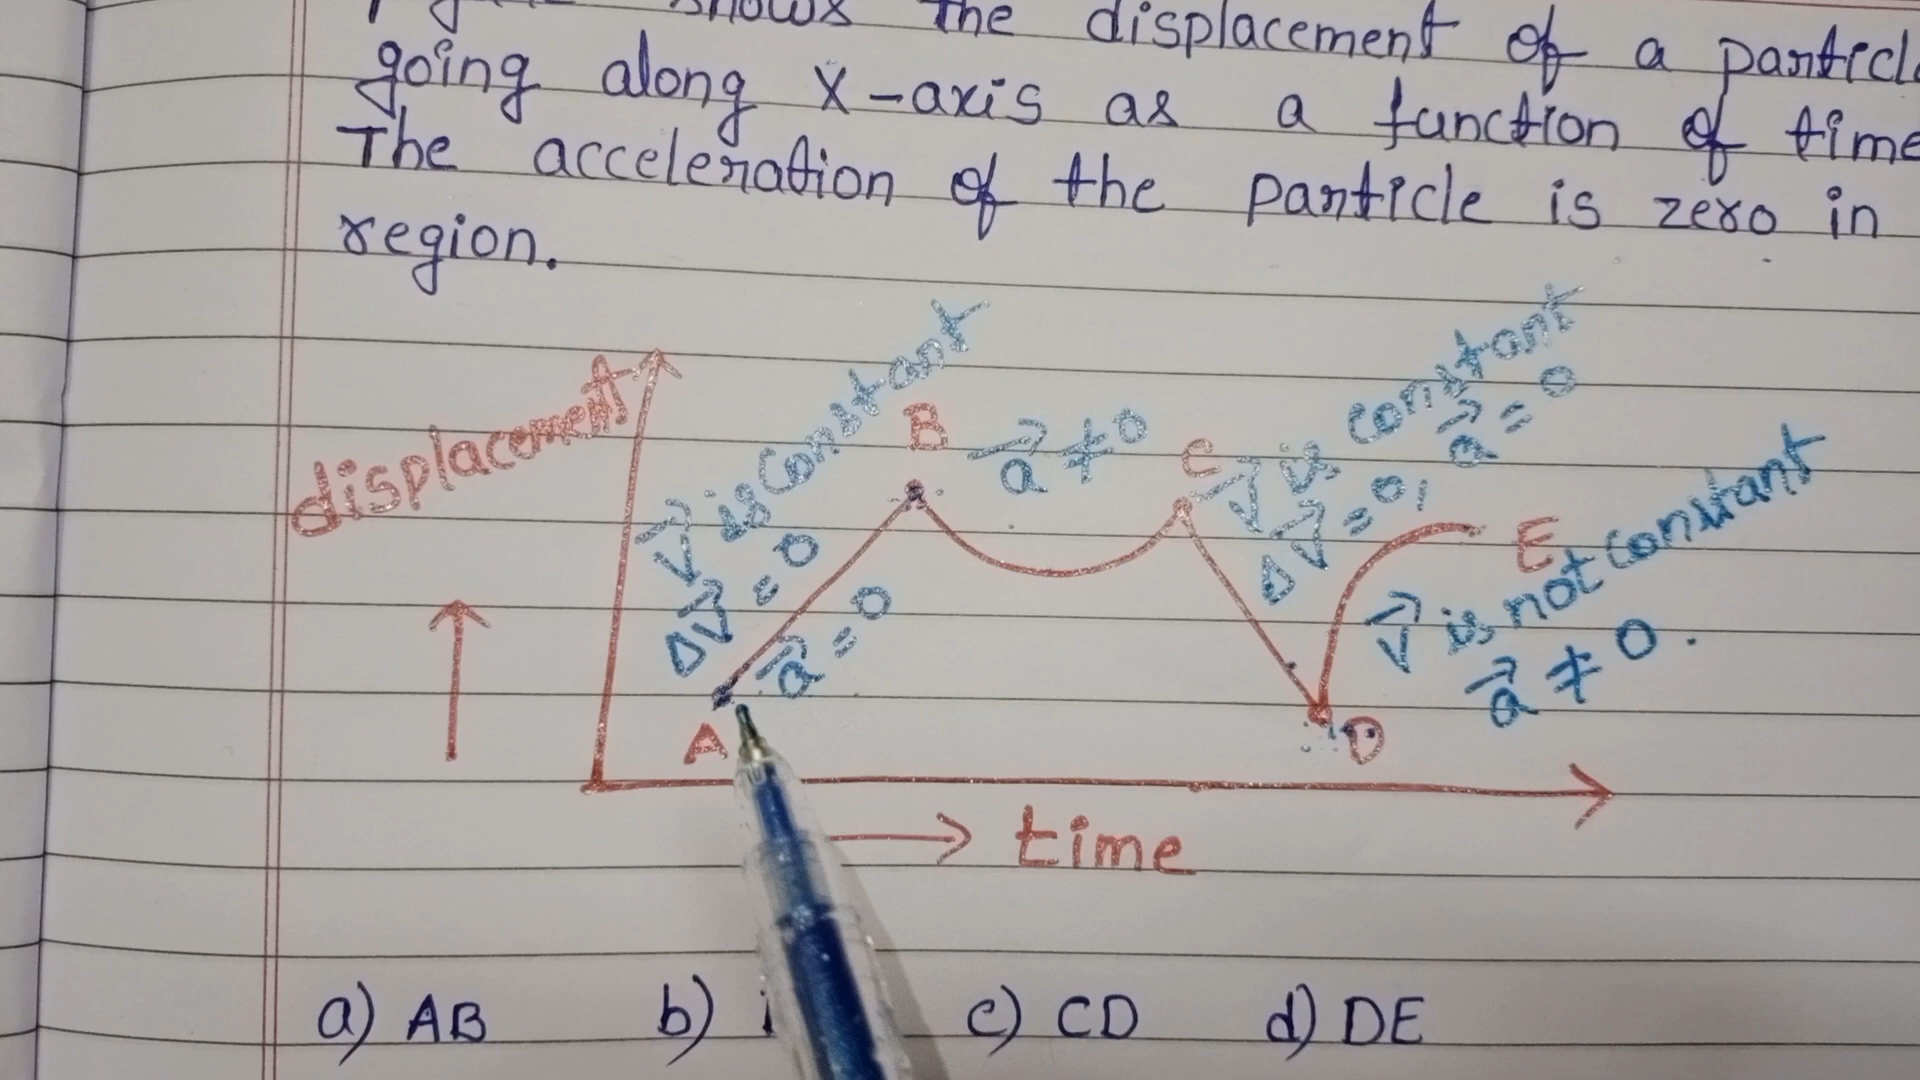 shows the displacement of a particle
going along X-axis as a function of time
The acceleration of the particle is zero in
region.
displacement
V is constant
ΔV = 0
a = 0
B
a ≠ 0
C
V is constant
ΔV = 0, a = 0
E
V is not constant
a ≠ 0.
A
D
time
a) AB b) c) CD d) DE